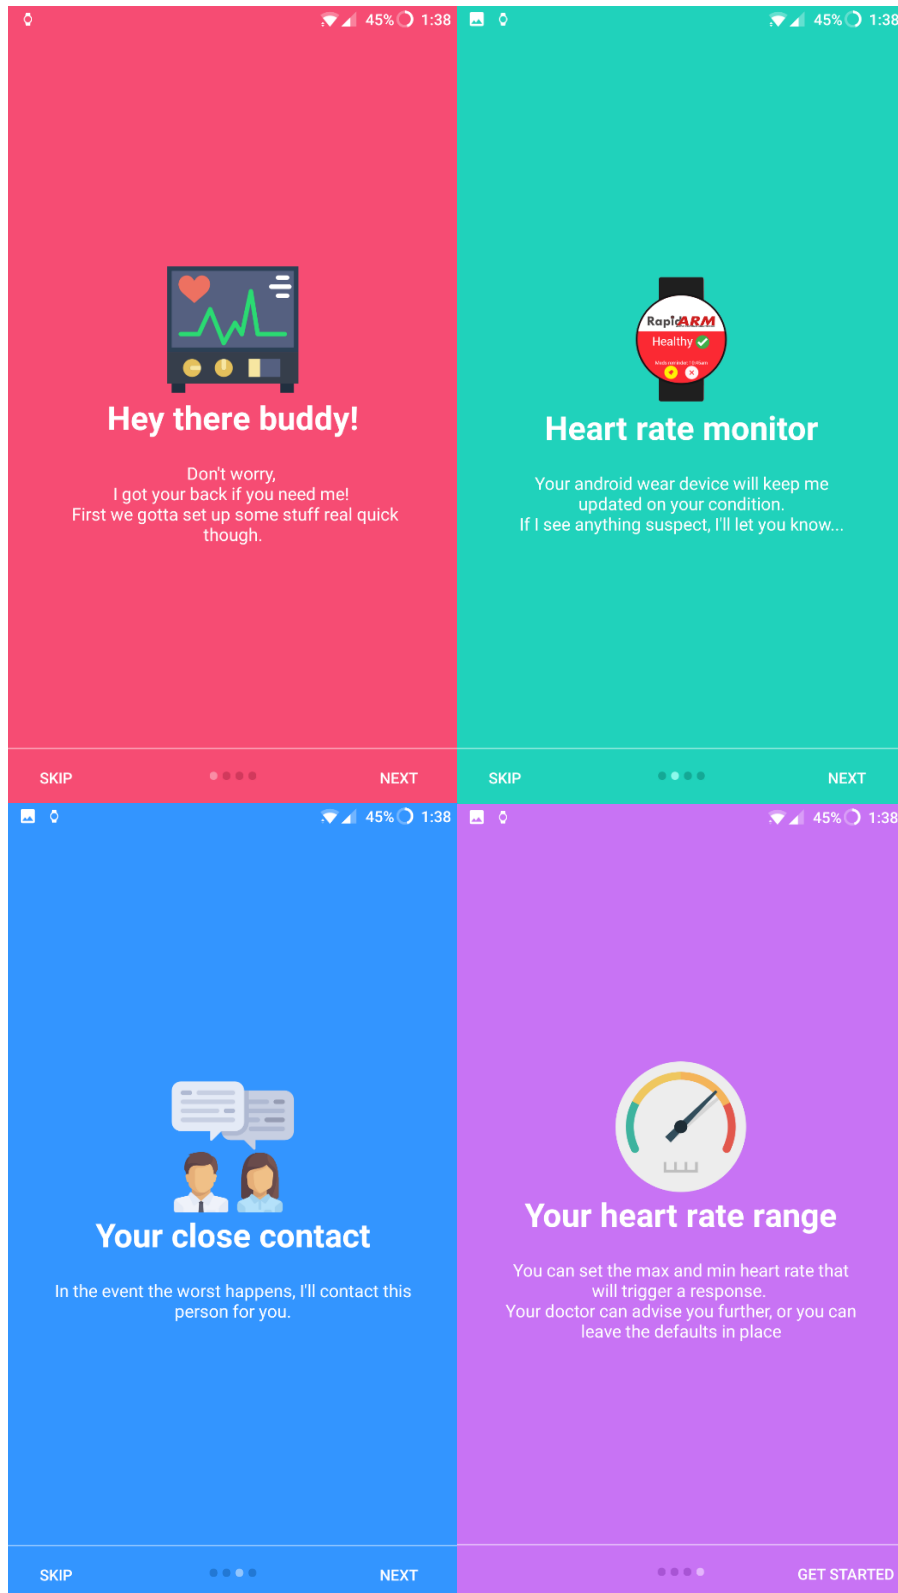 45% 1:38
Rapid ARM
Healthy
Hey there buddy!
Don't worry,
I got your back if you need me!
First we gotta set up some stuff real quick
though.
SKIP
NEXT
45% 1:38
Heart rate monitor
Your android wear device will keep me
updated on your condition.
If I see anything suspect, I'll let you know...
SKIP
NEXT
45% 1:38
Your close contact
In the event the worst happens, I'll contact this
person for you.
SKIP
NEXT
45% 1:38
Your heart rate range
You can set the max and min heart rate that
will trigger a response.
Your doctor can advise you further, or you can
leave the defaults in place
GET STARTED